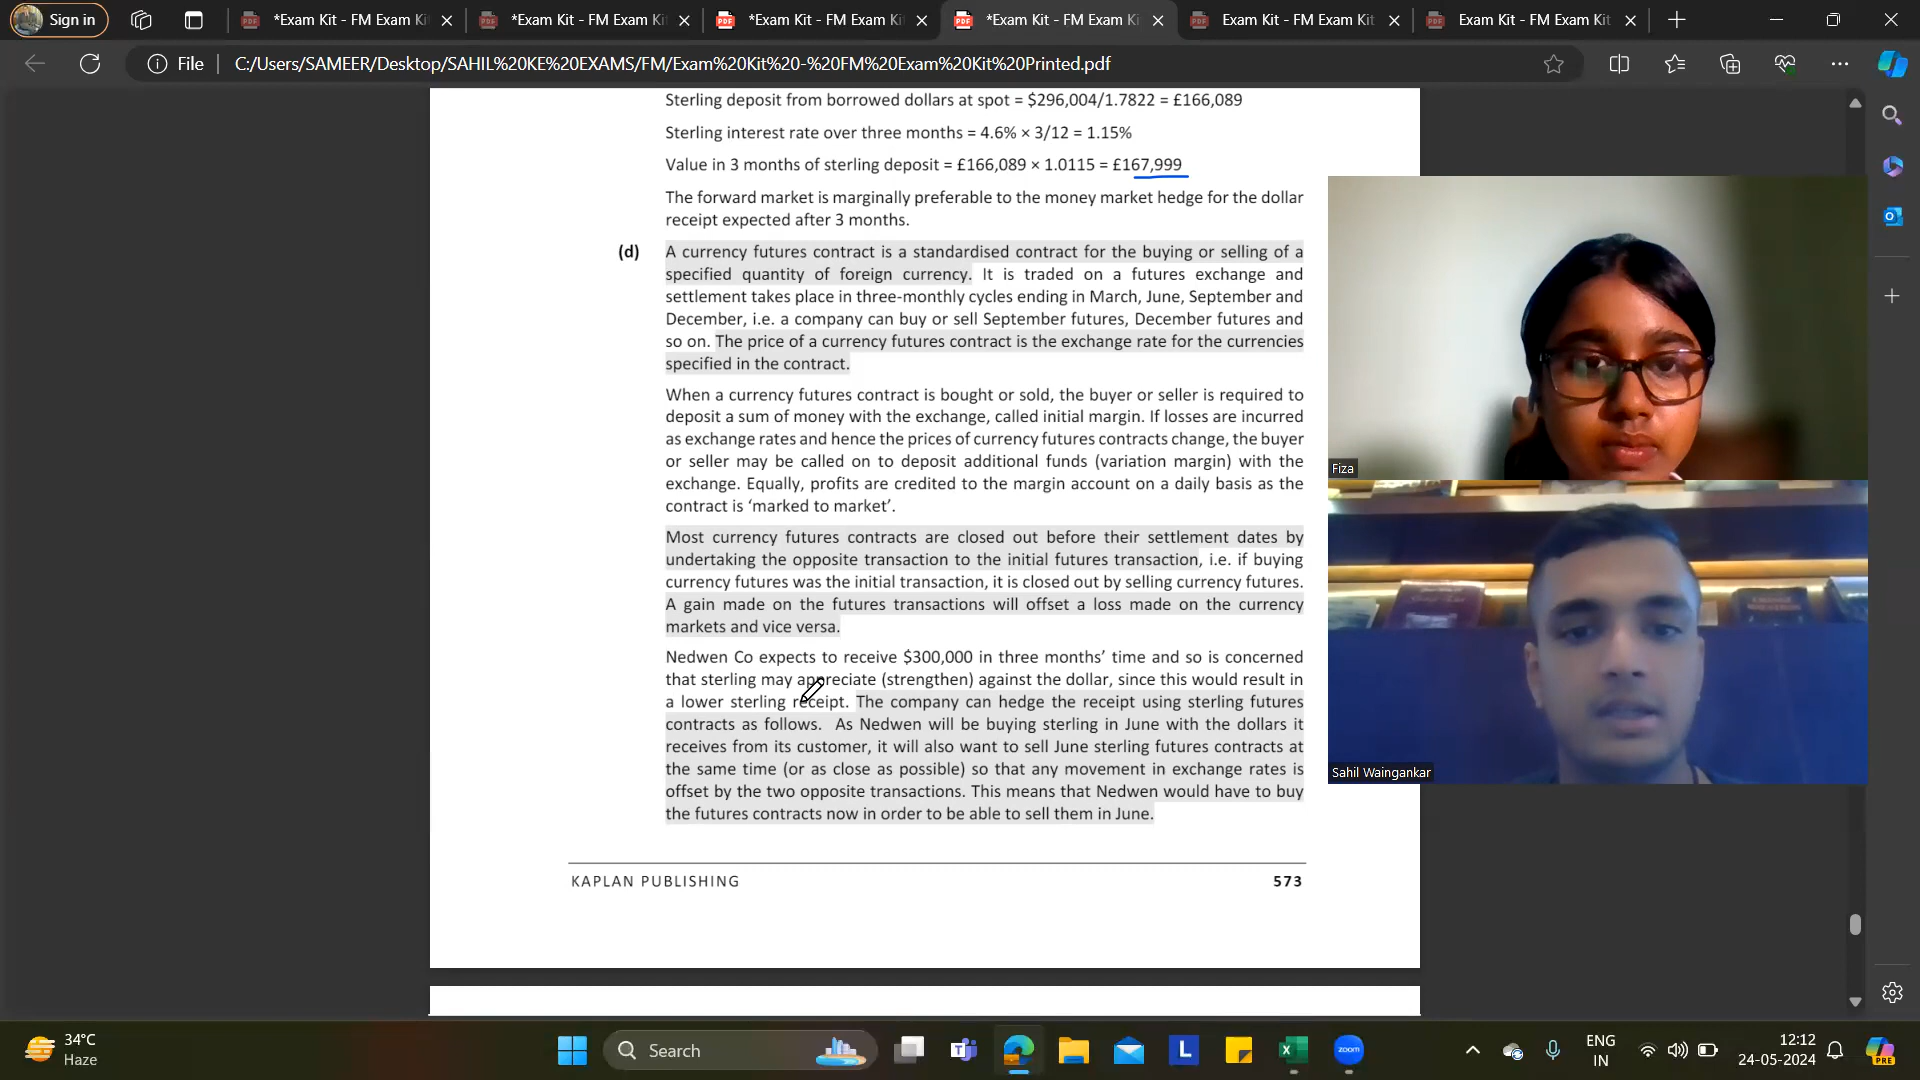 Sign in
*Exam Kit - FM Exam Ki
*Exam Kit - FM Exam Ki
*Exam Kit - FM Exam Ki
*Exam Kit - FM Exam Ki
Exam Kit - FM Exam Kit
Exam Kit - FM Exam Kit
File
C:/Users/SAMEER/Desktop/SAHIL%20KE%20EXAMS/FM/Exam%20Kit%20-%20FM%20Exam%20Kit%20Printed.pdf
Sterling deposit from borrowed dollars at spot = $296,004/1.7822 = £166,089
Sterling interest rate over three months = 4.6% × 3/12 = 1.15%
Value in 3 months of sterling deposit = £166,089 × 1.0115 = £167,999
The forward market is marginally preferable to the money market hedge for the dollar
receipt expected after 3 months.
(d) A currency futures contract is a standardised contract for the buying or selling of a
specified quantity of foreign currency. It is traded on a futures exchange and
settlement takes place in three-monthly cycles ending in March, June, September and
December, i.e. a company can buy or sell September futures, December futures and
so on. The price of a currency futures contract is the exchange rate for the currencies
specified in the contract.
When a currency futures contract is bought or sold, the buyer or seller is required to
deposit a sum of money with the exchange, called initial margin. If losses are incurred
as exchange rates and hence the prices of currency futures contracts change, the buyer
or seller may be called on to deposit additional funds (variation margin) with the
exchange. Equally, profits are credited to the margin account on a daily basis as the
contract is ‘marked to market’.
Most currency futures contracts are closed out before their settlement dates by
undertaking the opposite transaction to the initial futures transaction, i.e. if buying
currency futures was the initial transaction, it is closed out by selling currency futures.
A gain made on the futures transactions will offset a loss made on the currency
markets and vice versa.
Nedwen Co expects to receive $300,000 in three months’ time and so is concerned
that sterling may appreciate (strengthen) against the dollar, since this would result in
a lower sterling receipt. The company can hedge the receipt using sterling futures
contracts as follows. As Nedwen will be buying sterling in June with the dollars it
receives from its customer, it will also want to sell June sterling futures contracts at
the same time (or as close as possible) so that any movement in exchange rates is
offset by the two opposite transactions. This means that Nedwen would have to buy
the futures contracts now in order to be able to sell them in June.
KAPLAN PUBLISHING 573
Fiza
Sahil Waingankar
34°C
Haze
Search
zoom
ENG
IN
12:12
24-05-2024